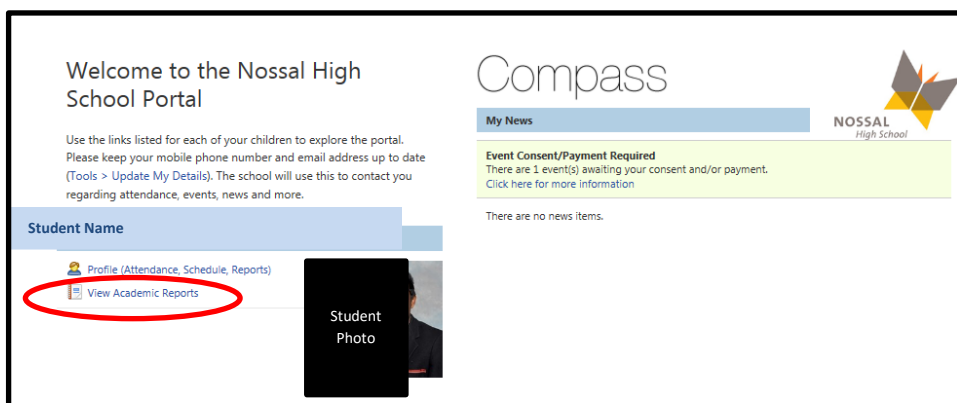 Welcome to the Nossal High
School Portal
Use the links listed for each of your children to explore the portal.
Please keep your mobile phone number and email address up to date
(Tools > Update My Details). The school will use this to contact you
regarding attendance, events, news and more.
Student Name
Profile (Attendance, Schedule, Reports)
View Academic Reports
Student
Photo
Compass
My News
NOSSAL
High School
Event Consent/Payment Required
There are 1 event(s) awaiting your consent and/or payment.
Click here for more information
There are no news items.